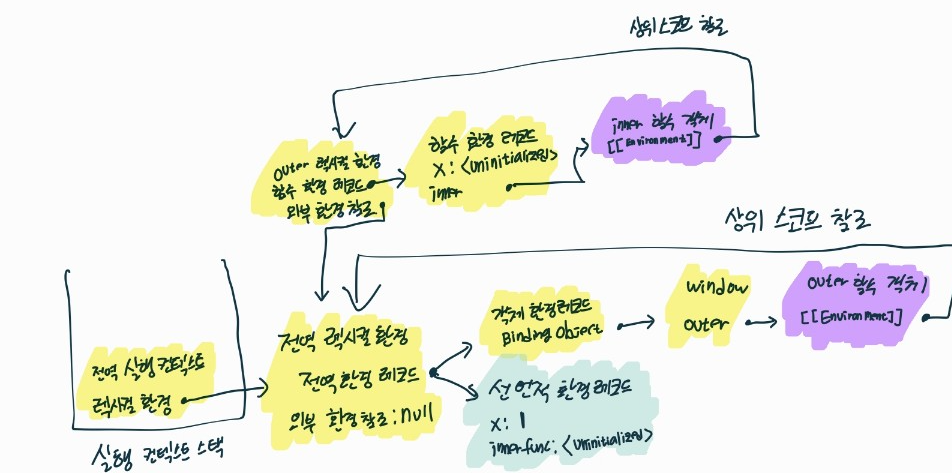 상위 스코프 참조
outer 렉시컬 환경
함수 환경 레코드
외부 환경 참조
함수 환경 레코드
x : <uninitialized>
inner
inner 함수 객체
[[Environment]]
상위 스코프 참조
전역 실행 컨텍스트
렉시컬 환경
실행 컨텍스트 스택
전역 렉시컬 환경
전역 환경 레코드
외부 환경 참조 : null
객체 환경 레코드
Binding Object
선언적 환경 레코드
x : 1
innerfunc : <uninitialized>
window
outer
outer 함수 객체
[[Environment]]